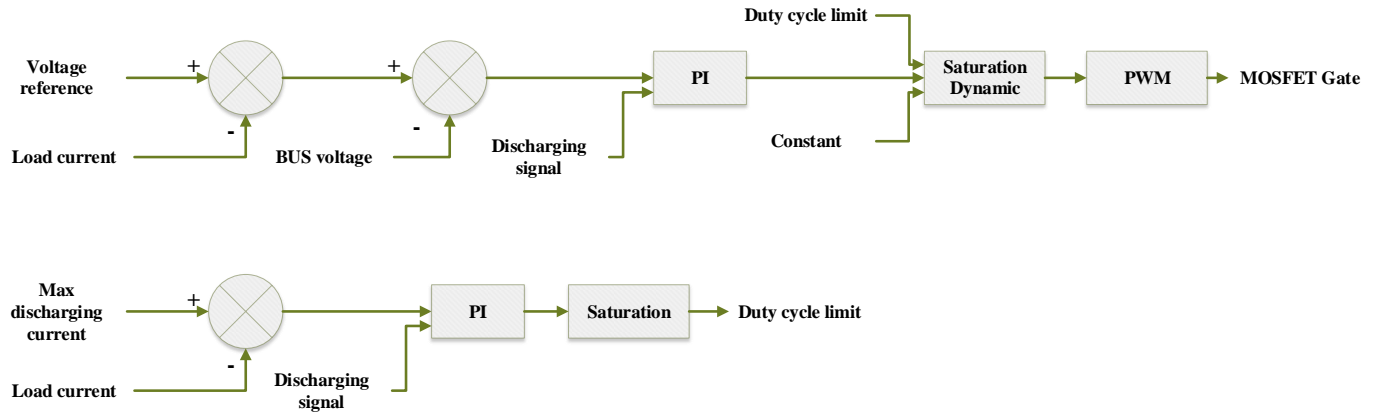 Duty cycle limit
Voltage
reference
+
+
PI
Saturation
Dynamic
PWM
MOSFET Gate
-
-
Load current
BUS voltage
Discharging
signal
Constant
Max
discharging
current
+
PI
Saturation
Duty cycle limit
-
Load current
Discharging
signal